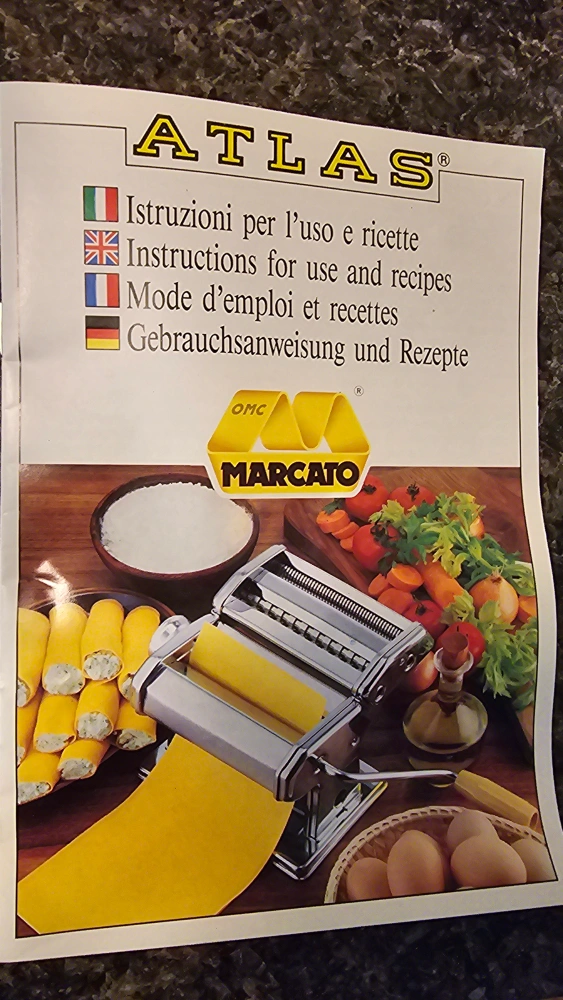 ATLAS®
Istruzioni per l'uso e ricette
Instructions for use and recipes
Mode d'emploi et recettes
Gebrauchsanweisung und Rezepte
OMC ®
MARCATO